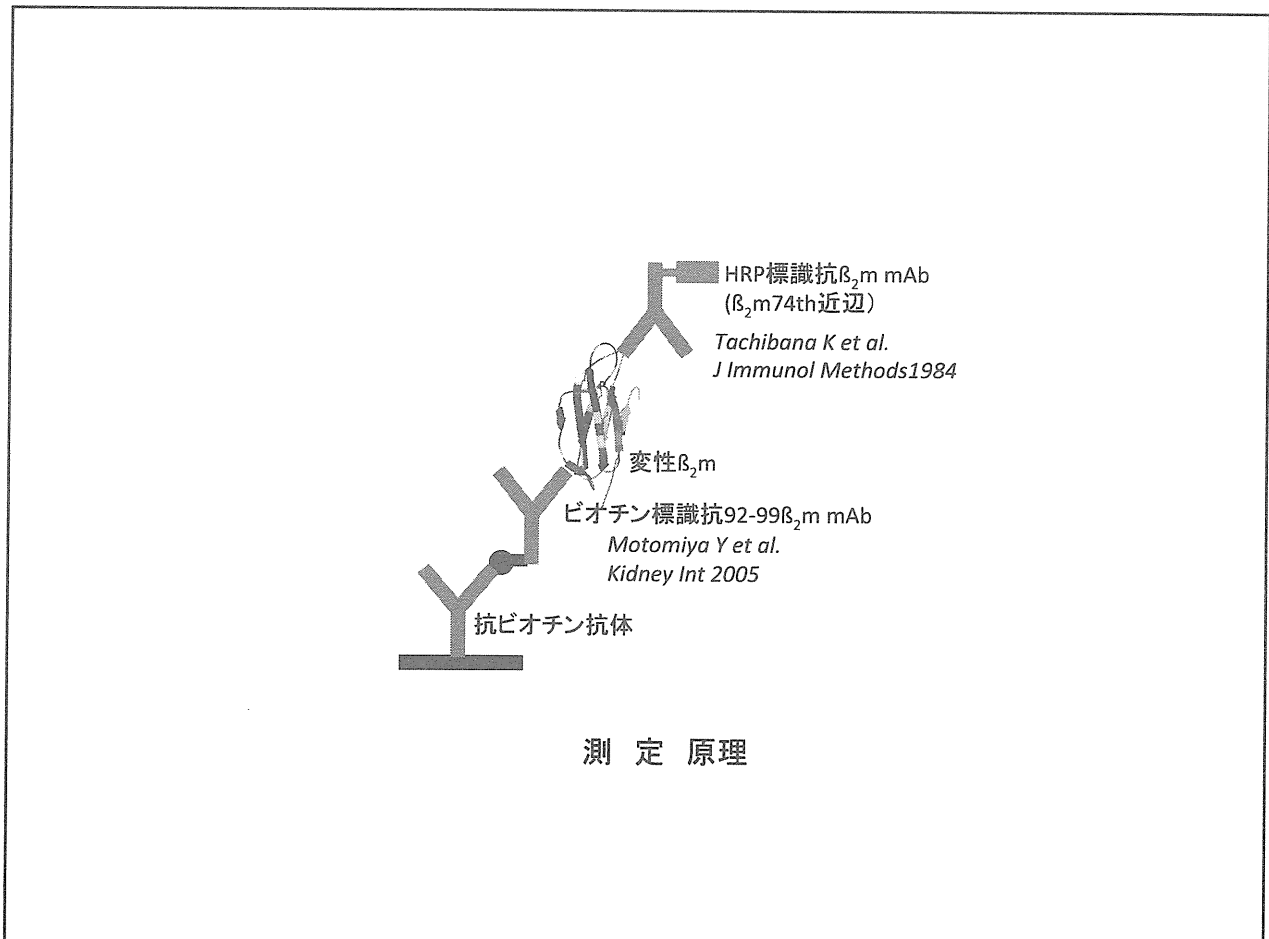 HRP標識抗ß₂m mAb
(ß₂m74th近辺）
Tachibana K et al.
J Immunol Methods1984
変性ß₂m
ビオチン標識抗92-99ß₂m mAb
Motomiya Y et al.
Kidney Int 2005
抗ビオチン抗体
測 定 原理